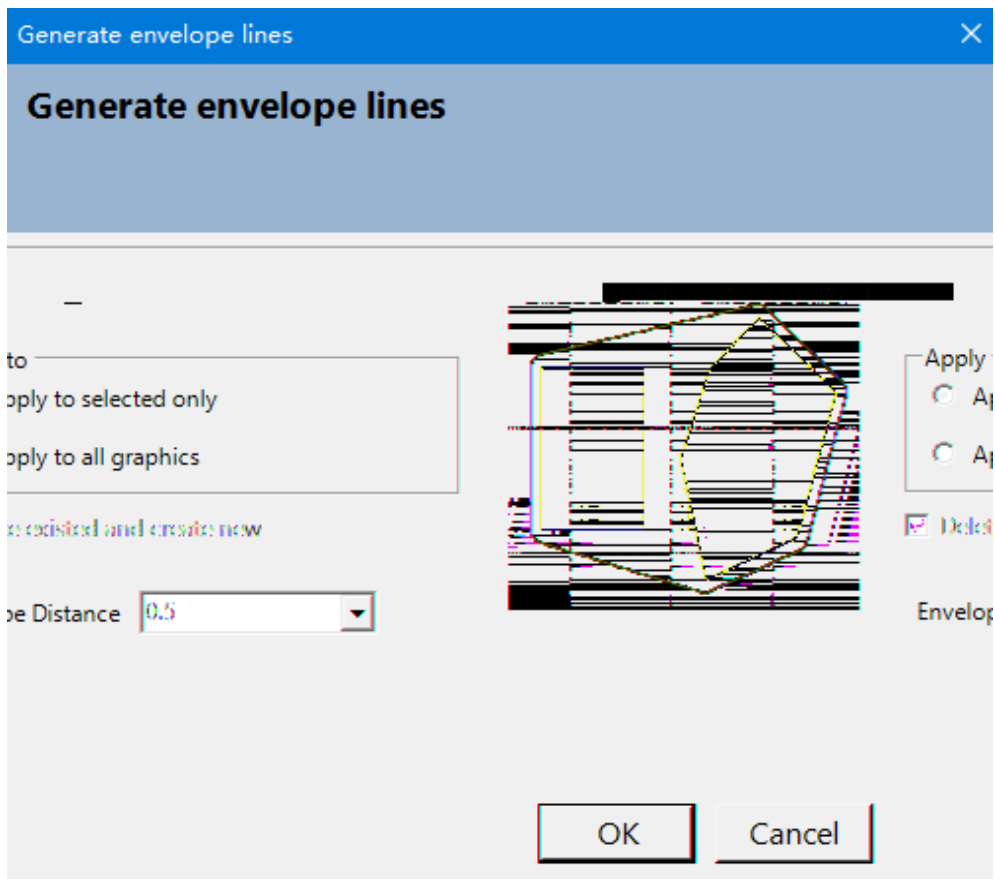 Generate envelope lines
Generate envelope lines
to
pply to selected only
pply to all graphics
e existed and create new
pe Distance 0.5
Apply
Ap
Ap
Delet
Envelop
OK
Cancel